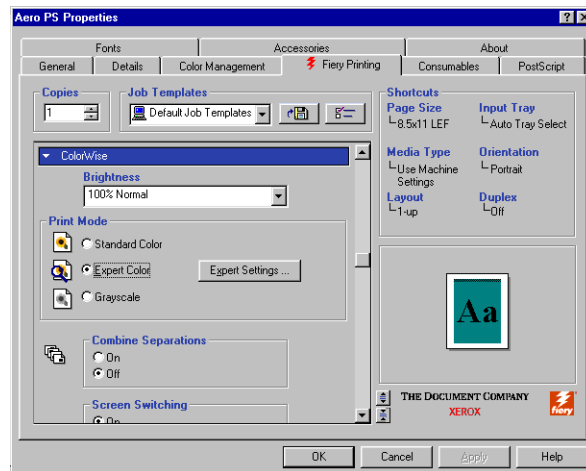 Aero PS Properties
Fonts Accessories About
General Details Color Management Fiery Printing Consumables PostScript
Copies
1
Job Templates
Default Job Templates
ColorWise
Brightness
100% Normal
Print Mode
Standard Color
Expert Color
Expert Settings ...
Grayscale
Combine Separations
On
Off
Screen Switching
On
Shortcuts
Page Size
8.5x11 LEF
Input Tray
Auto Tray Select
Media Type
Use Machine
Settings
Orientation
Portrait
Layout
1-up
Duplex
Off
Aa
THE DOCUMENT COMPANY
XEROX
fiery
OK Cancel Apply Help